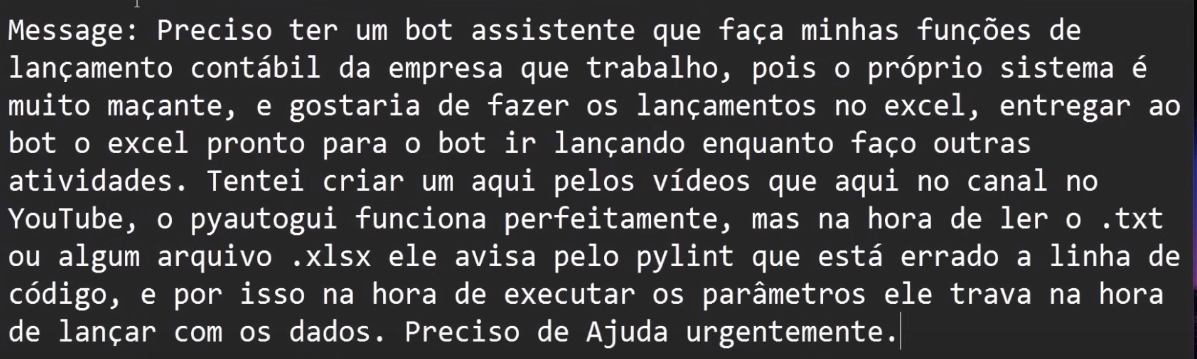 Message: Preciso ter um bot assistente que faça minhas funções de
lançamento contábil da empresa que trabalho, pois o próprio sistema é
muito maçante, e gostaria de fazer os lançamentos no excel, entregar ao
bot o excel pronto para o bot ir lançando enquanto faço outras
atividades. Tentei criar um aqui pelos vídeos que aqui no canal no
YouTube, o pyautogui funciona perfeitamente, mas na hora de ler o .txt
ou algum arquivo .xlsx ele avisa pelo pylint que está errado a linha de
código, e por isso na hora de executar os parâmetros ele trava na hora
de lançar com os dados. Preciso de Ajuda urgentemente.